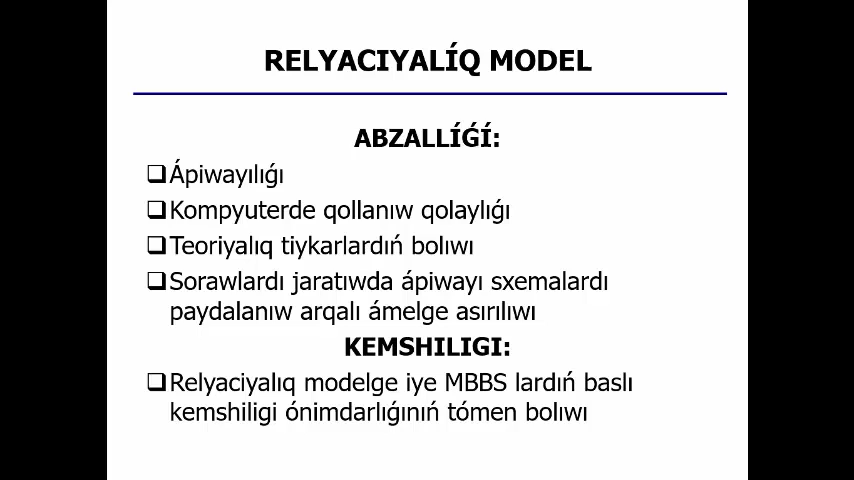 RELYACIYALÍQ MODEL
ABZALLÍǴÍ:
❑Ápiwayılıǵı
❑Kompyuterde qollanıw qolaylıǵı
❑Teoriyalıq tiykarlardıń bolıwı
❑Sorawlardı jaratıwda ápiwayı sxemalardı
paydalanıw arqalı ámelge asırılıwı
KEMSHILIGI:
❑Relyaciyalıq modelge iye MBBS lardıń baslı
kemshiligi ónimdarlıǵınıń tómen bolıwı